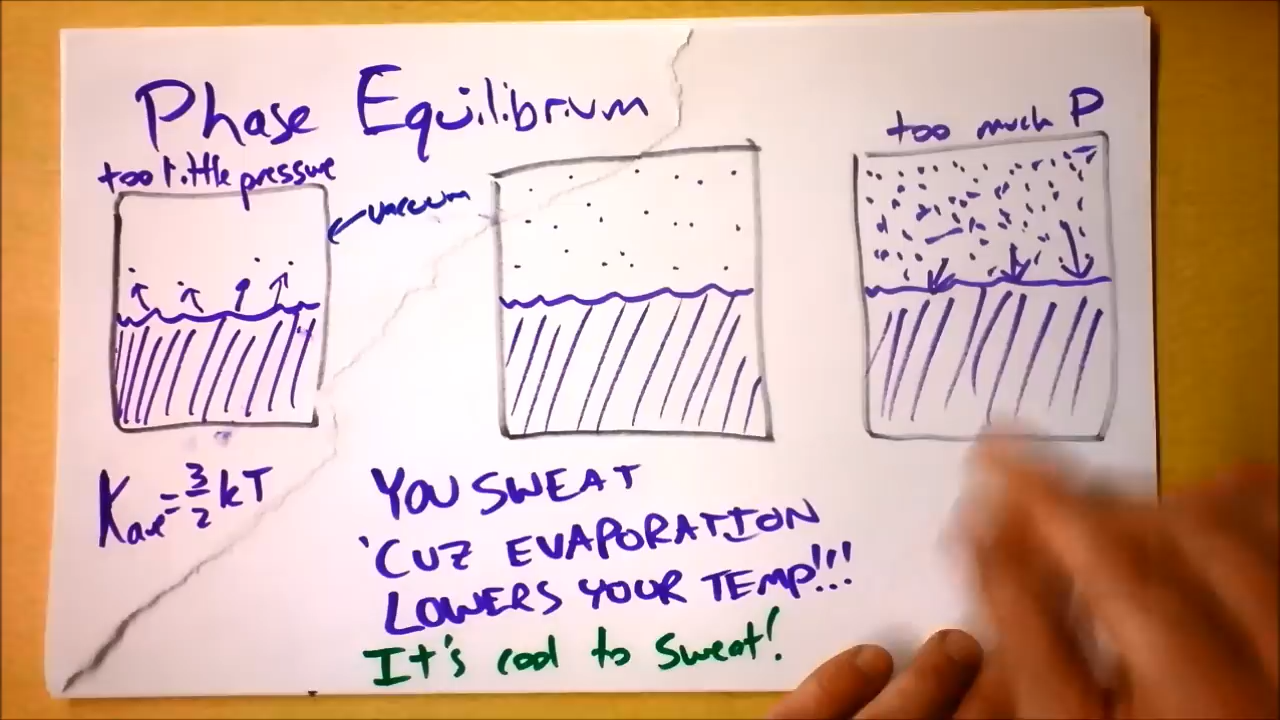 Phase Equilibrium
too little pressure
vacuum
too much P
Kave = 3/2 kT
YOU SWEAT
'CUZ EVAPORATION
LOWERS YOUR TEMP!!!
It's cool to sweat!